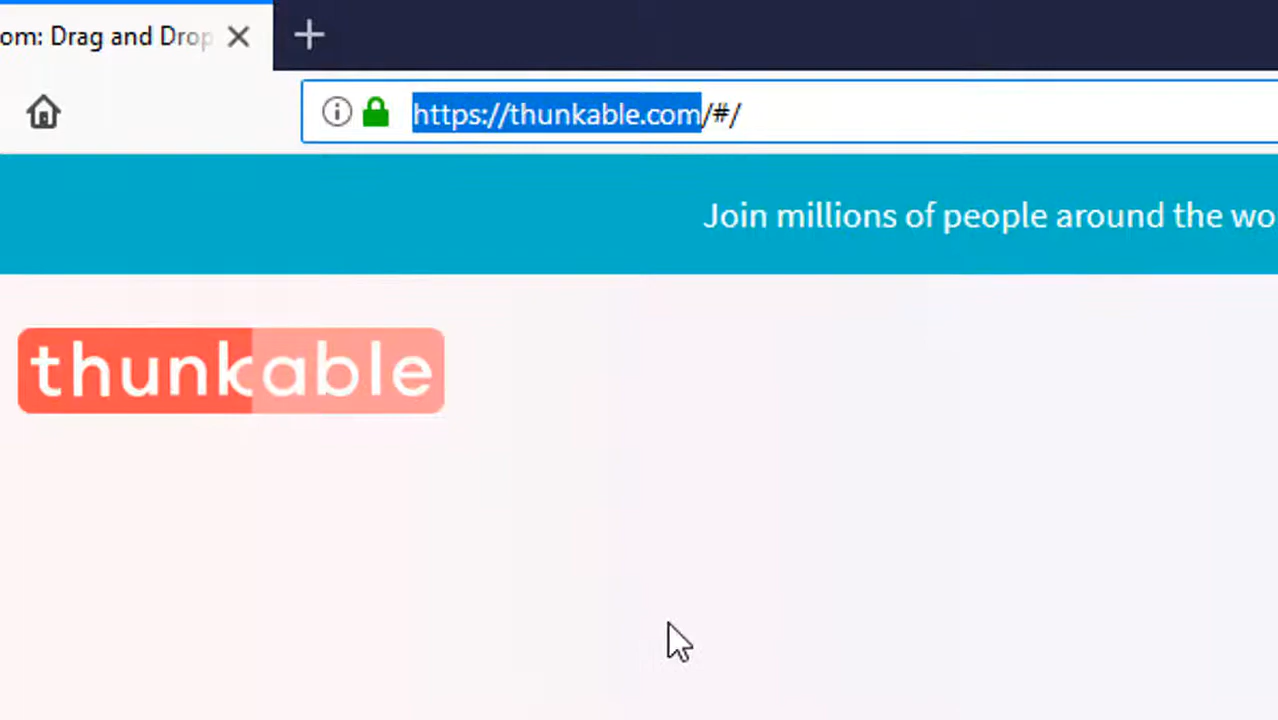 om: Drag and Drop
https://thunkable.com/#/
Join millions of people around the wo
thunkable